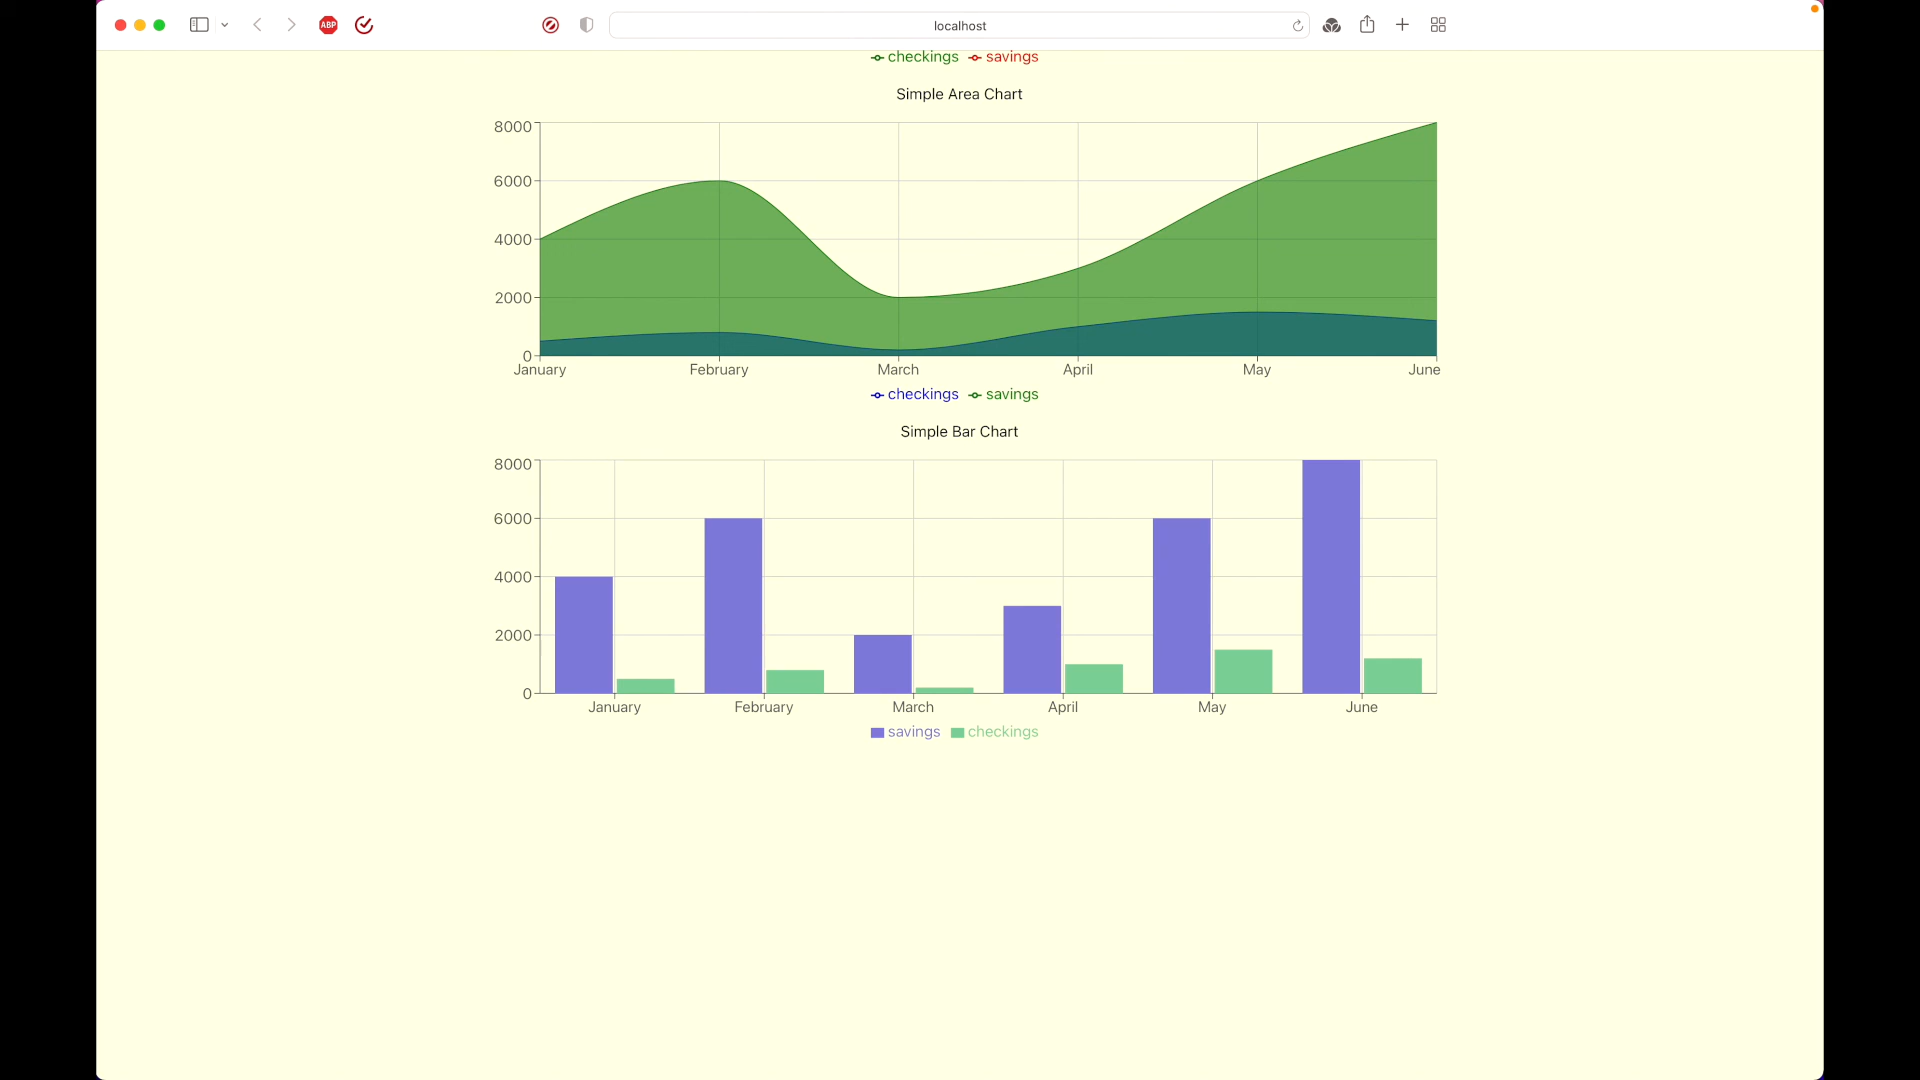 ABP
localhost
checkings savings
Simple Area Chart
8000
6000
4000
2000
0
January February March April May June
checkings savings
Simple Bar Chart
8000
6000
4000
2000
0
January February March April May June
savings checkings